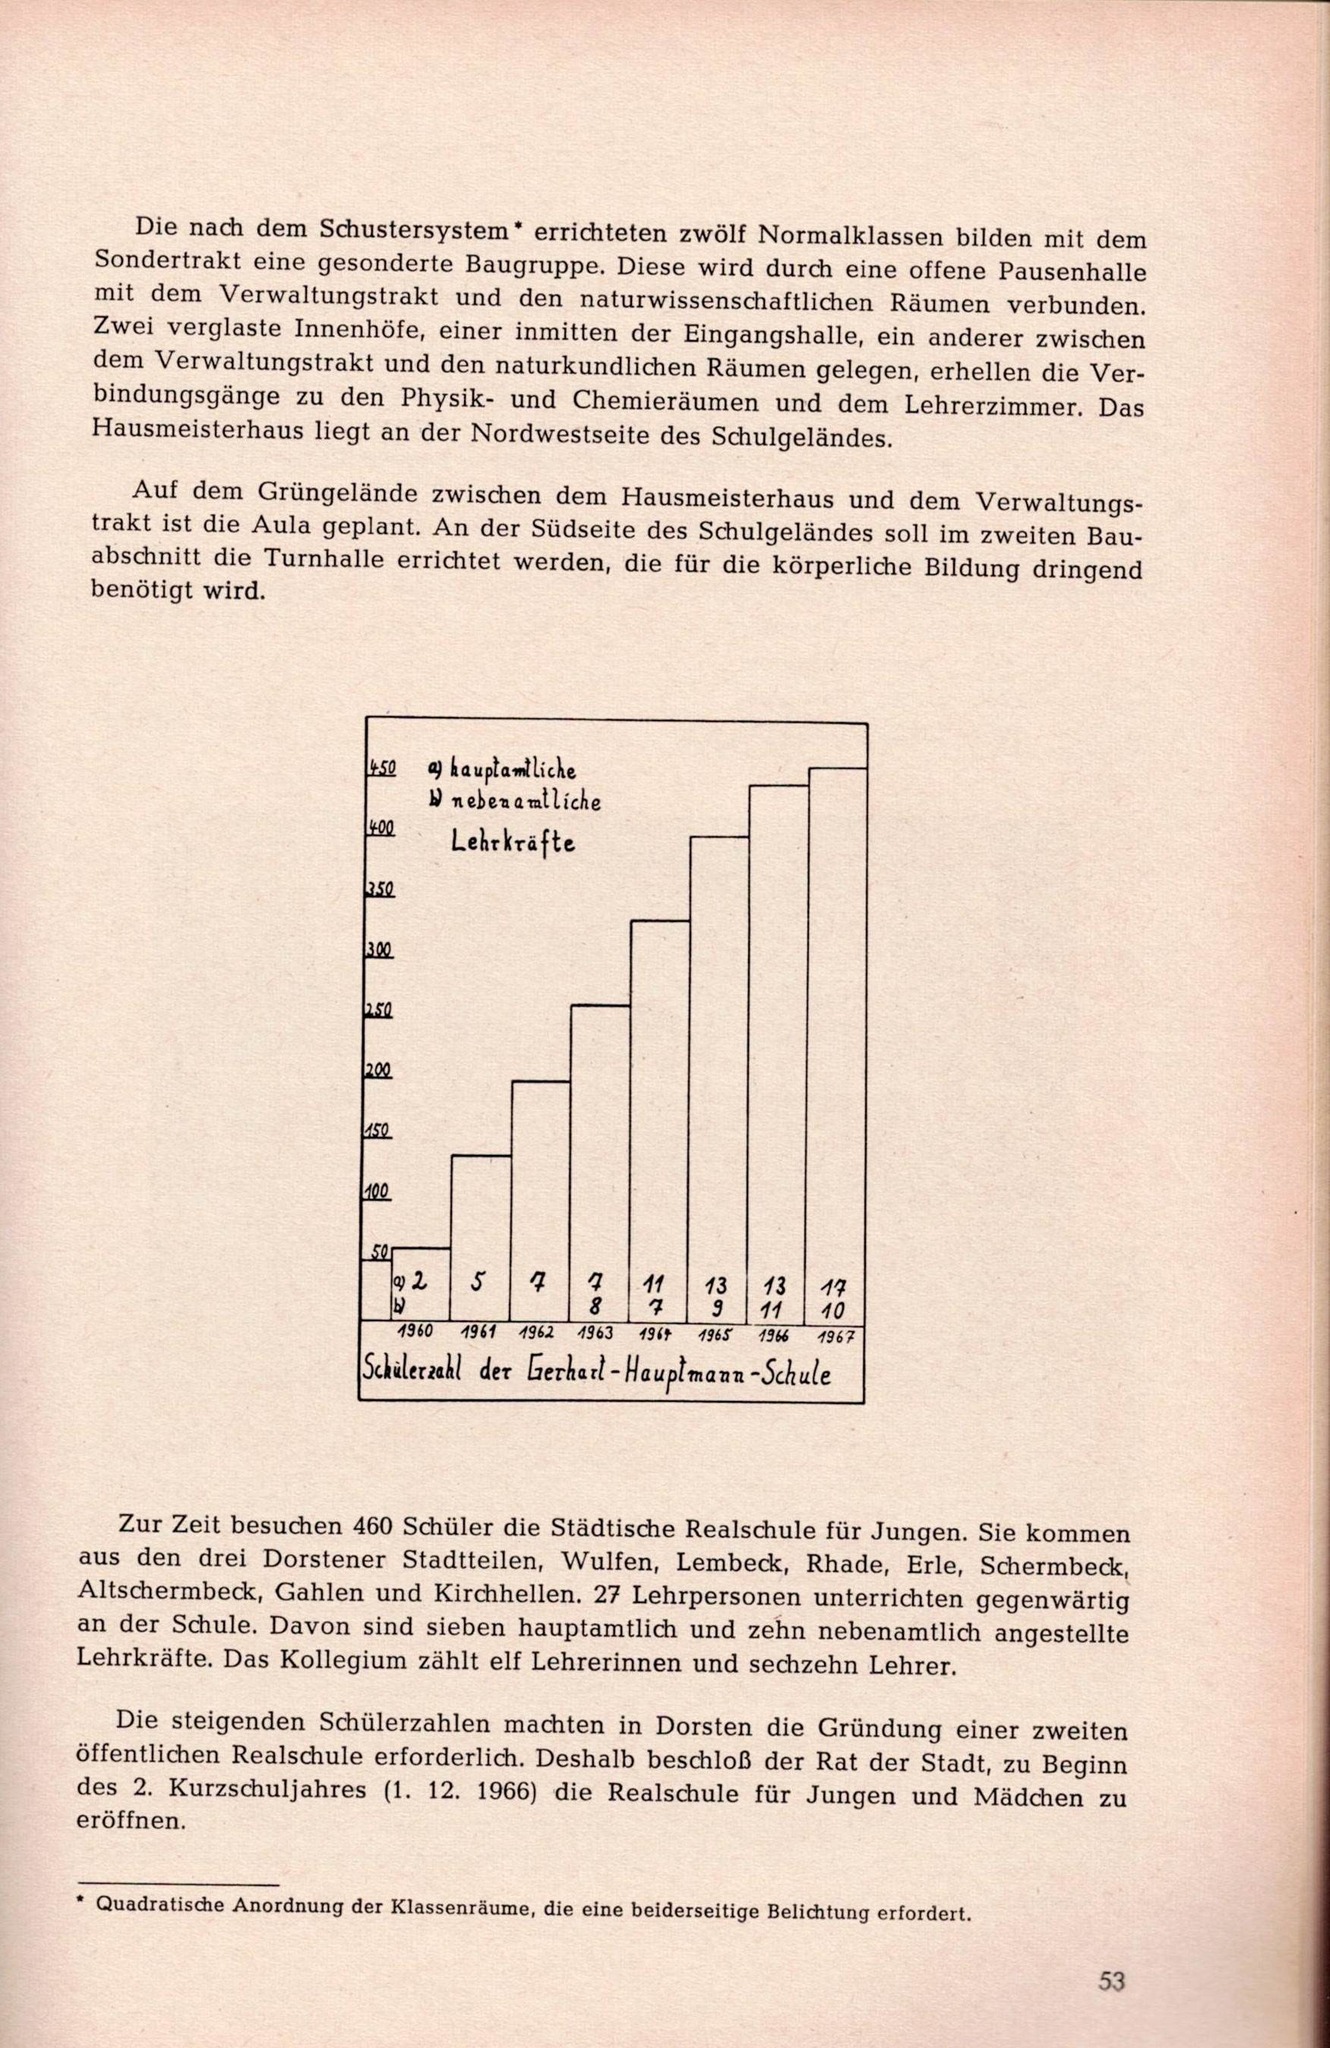 Die nach dem Schustersystem* errichteten zwölf Normalklassen bilden mit dem
Sondertrakt eine gesonderte Baugruppe. Diese wird durch eine offene Pausenhalle
mit dem Verwaltungstrakt und den naturwissenschaftlichen Räumen verbunden.
Zwei verglaste Innenhöfe, einer inmitten der Eingangshalle, ein anderer zwischen
dem Verwaltungstrakt und den naturkundlichen Räumen gelegen, erhellen die Ver-
bindungsgänge zu den Physik- und Chemieräumen und dem Lehrerzimmer. Das
Hausmeisterhaus liegt an der Nordwestseite des Schulgeländes.
Auf dem Grüngelände zwischen dem Hausmeisterhaus und dem Verwaltungs-
trakt ist die Aula geplant. An der Südseite des Schulgeländes soll im zweiten Bau-
abschnitt die Turnhalle errichtet werden, die für die körperliche Bildung dringend
benötigt wird.
450 a) hauptamtliche
b) nebenamtliche
400 Lehrkräfte
350
300
250
200
150
100
50
a) 2 5 7 7 11 13 13 17
b) 8 7 9 11 10
1960 1961 1962 1963 1964 1965 1966 1967
Schülerzahl der Gerhart-Hauptmann-Schule
Zur Zeit besuchen 460 Schüler die Städtische Realschule für Jungen. Sie kommen
aus den drei Dorstener Stadtteilen, Wulfen, Lembeck, Rhade, Erle, Schermbeck,
Altschermbeck, Gahlen und Kirchhellen. 27 Lehrpersonen unterrichten gegenwärtig
an der Schule. Davon sind sieben hauptamtlich und zehn nebenamtlich angestellte
Lehrkräfte. Das Kollegium zählt elf Lehrerinnen und sechzehn Lehrer.
Die steigenden Schülerzahlen machten in Dorsten die Gründung einer zweiten
öffentlichen Realschule erforderlich. Deshalb beschloß der Rat der Stadt, zu Beginn
des 2. Kurzschuljahres (1. 12. 1966) die Realschule für Jungen und Mädchen zu
eröffnen.
* Quadratische Anordnung der Klassenräume, die eine beiderseitige Belichtung erfordert.
53